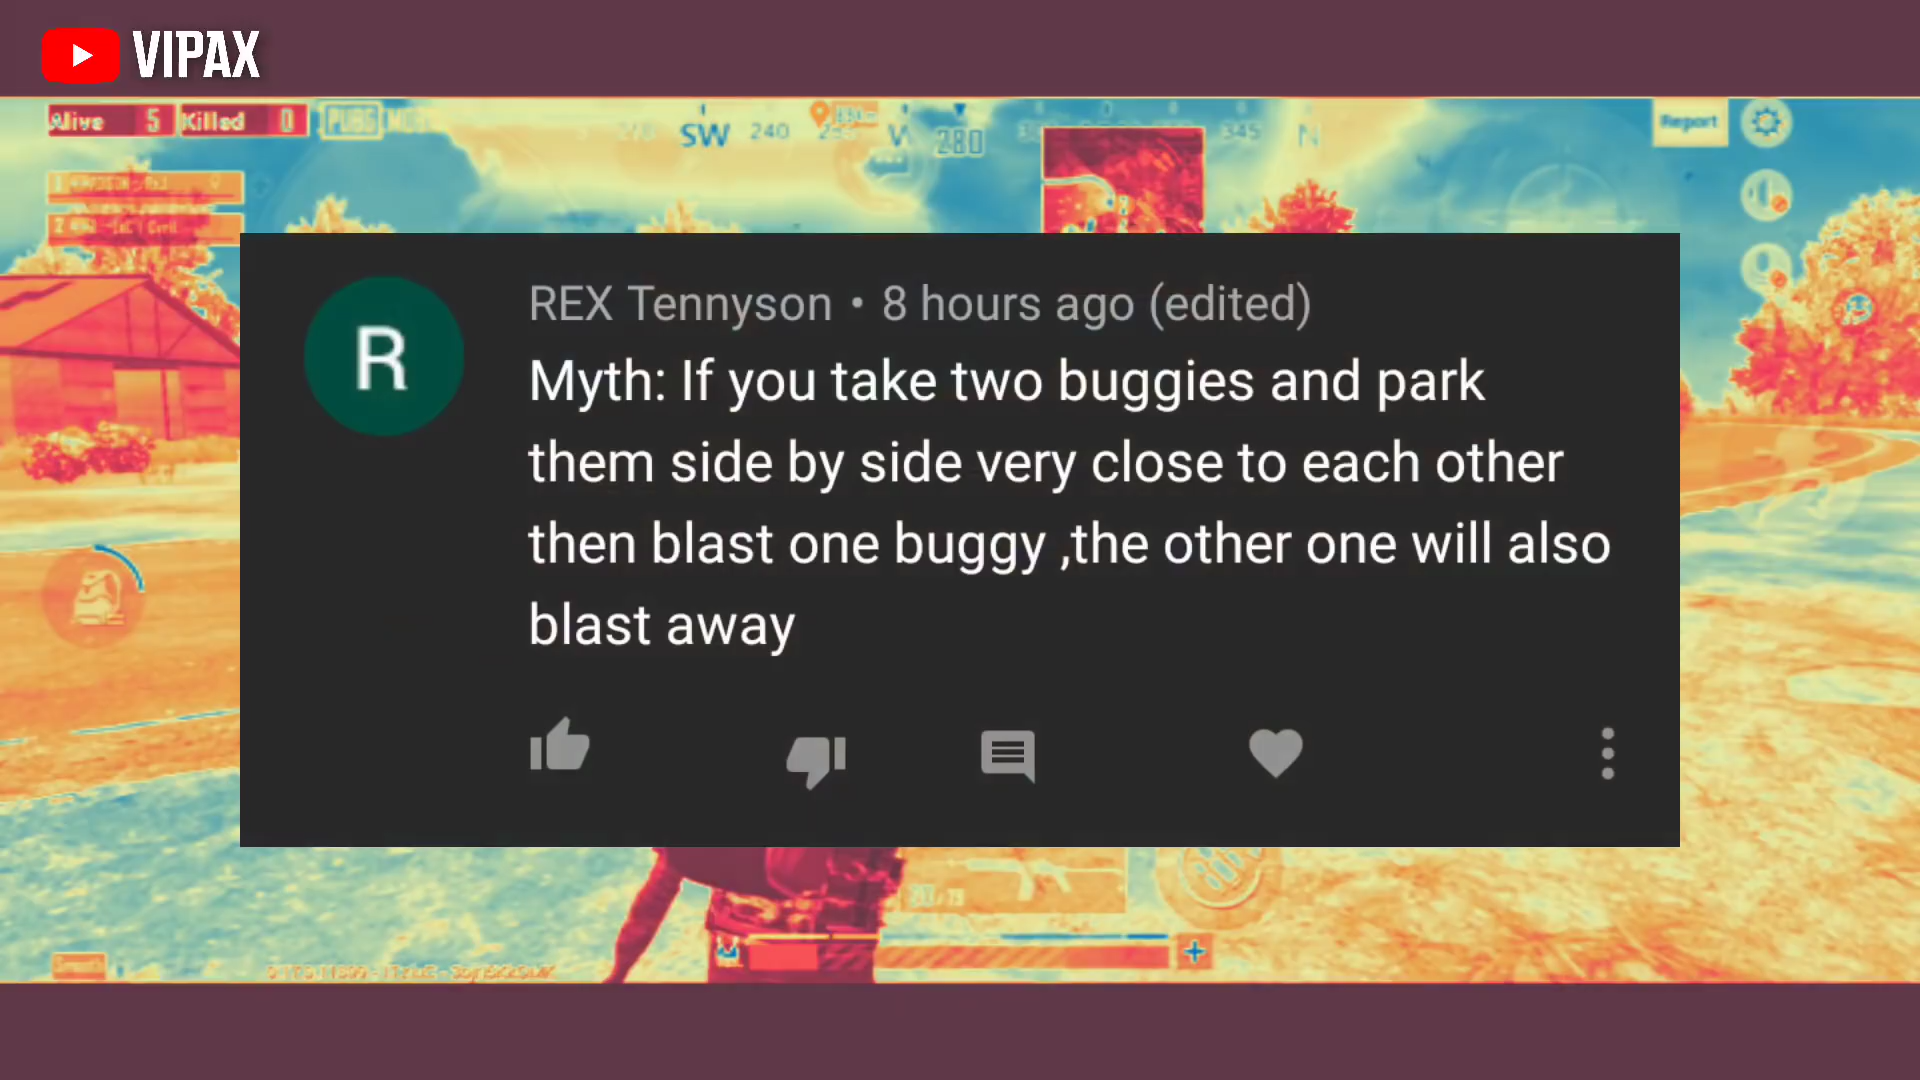 VIPAX
Alive 5 Killed 0 PUBG MO
SW 240 W 280 345 N
Report
REX Tennyson • 8 hours ago (edited)
R
Myth: If you take two buggies and park
them side by side very close to each other
then blast one buggy ,the other one will also
blast away